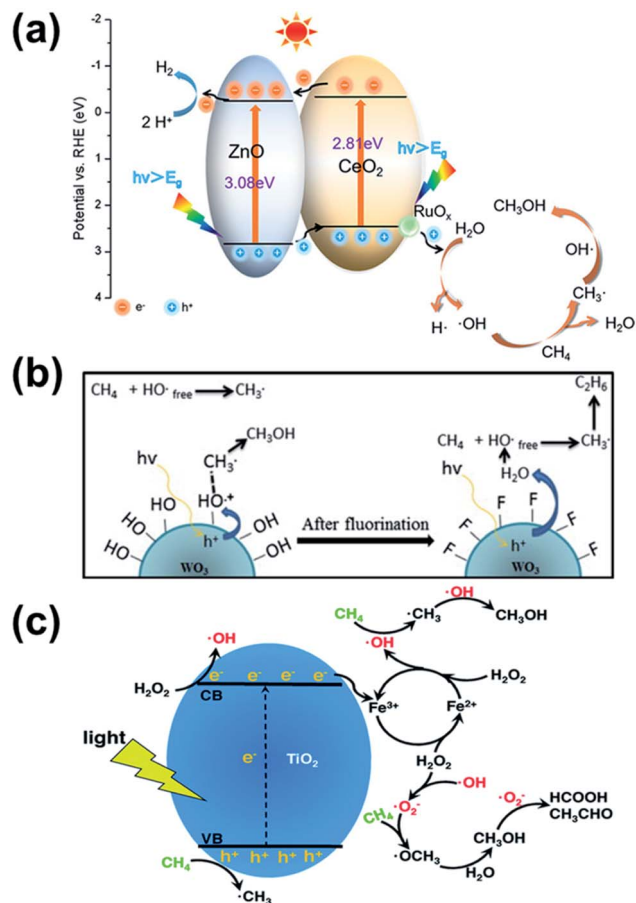 (a)
Potential vs. RHE (eV)
-2
-1
0
1
2
3
4
H₂
2 H⁺
ZnO
3.08eV
hν>Eg
2.81eV
CeO₂
hν>Eg
RuOₓ
H₂O
H·
·OH
CH₄
H₂O
CH₃·
OH·
CH₃OH
e⁻
h⁺
(b)
CH₄ + HO· free
CH₃·
CH₃OH
CH₃·
hν
HO·⁺
HO
HO
HO
OH
OH
h⁺
WO₃
After fluorination
C₂H₆
CH₄ + HO· free
CH₃·
hν
H₂O
F
F
F
F
F
F
h⁺
WO₃
(c)
·OH
H₂O₂
e⁻ e⁻ e⁻ e⁻
CB
light
e⁻
TiO₂
VB
h⁺ h⁺ h⁺ h⁺
CH₄
·CH₃
CH₄
·CH₃
·OH
CH₃OH
·OH
H₂O₂
Fe³⁺
Fe²⁺
H₂O₂
·OH
·O₂⁻
CH₄
·OCH₃
H₂O
CH₃OH
·O₂⁻
HCOOH
CH₃CHO